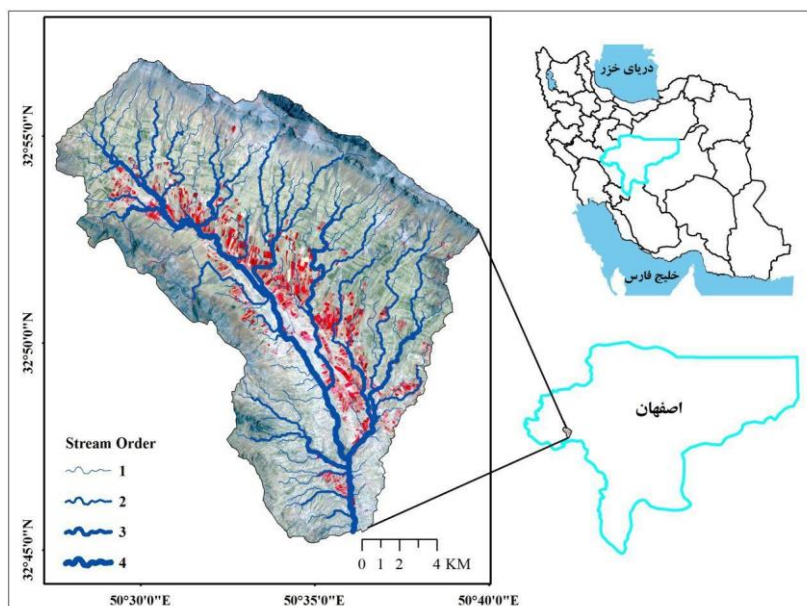 32°55'0"N
32°50'0"N
32°45'0"N
Stream Order
1
2
3
4
0 1 2 4 KM
50°30'0"E
50°35'0"E
50°40'0"E
دریای خزر
خلیج فارس
اصفهان